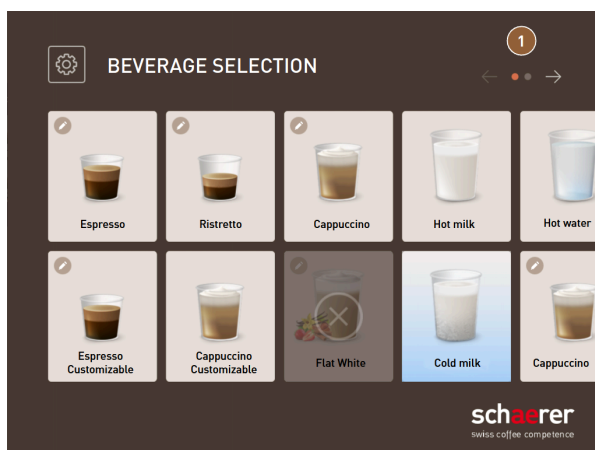 1
BEVERAGE SELECTION
Espresso
Ristretto
Cappuccino
Hot milk
Hot water
Espresso
Customizable
Cappuccino
Customizable
Flat White
Cold milk
Cappuccino
schaerer
swiss coffee competence